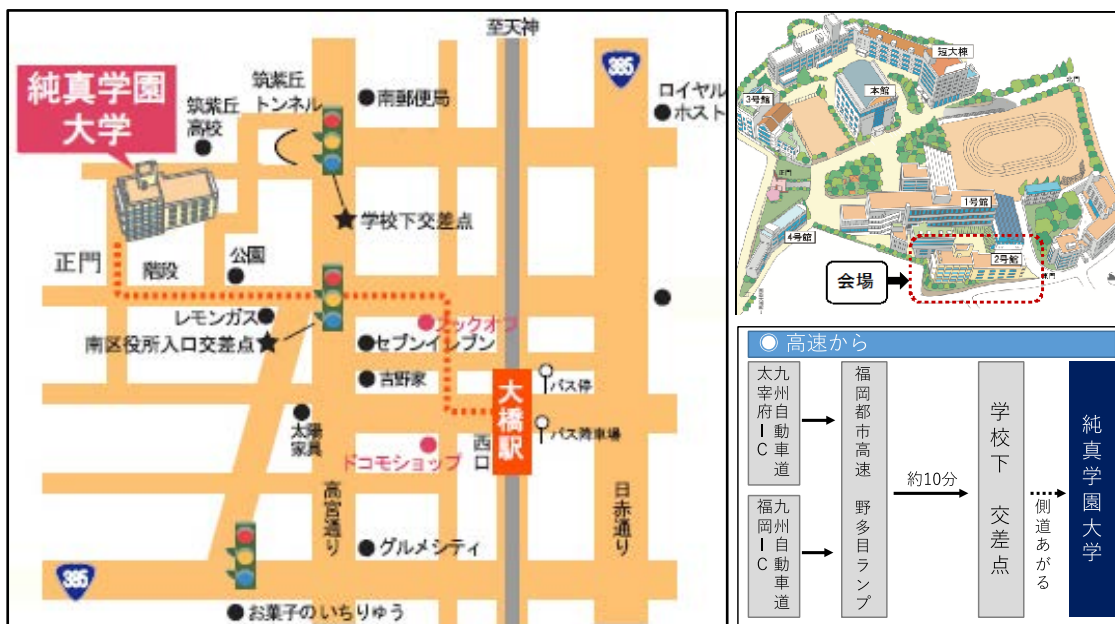 至天神
385
純真学園
大学
筑紫丘
高校
筑紫丘
トンネル
南郵便局
ロイヤル
ホスト
学校下交差点
正門
階段
公園
レモンガス
南区役所入口交差点
ブックオフ
セブンイレブン
吉野家
大橋駅
バス停
バス降車場
西口
太陽
家具
ドコモショップ
高宮通り
日赤通り
グルメシティ
385
お菓子のいちりゅう
短大棟
北門
本館
3号館
正門
1号館
4号館
2号館
会場
◉ 高速から
九州自動車道
太宰府IC
福岡都市高速 野多目ランプ
約10分
学校下 交差点
側道あがる
純真学園大学
九州自動車道
福岡IC